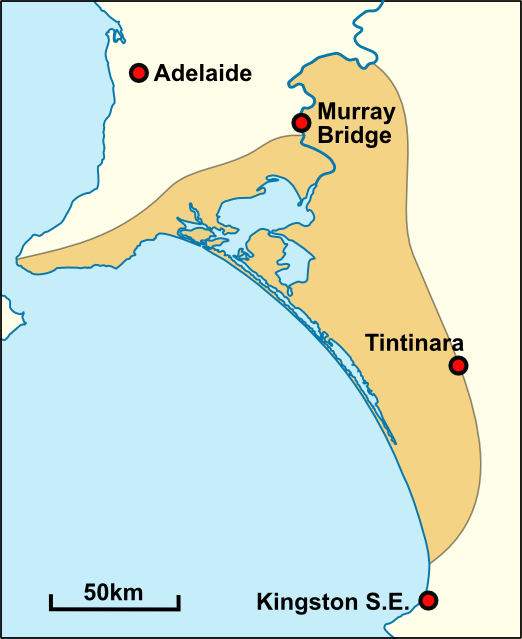 Adelaide
Murray
Bridge
Tintinara
50km
Kingston S.E.